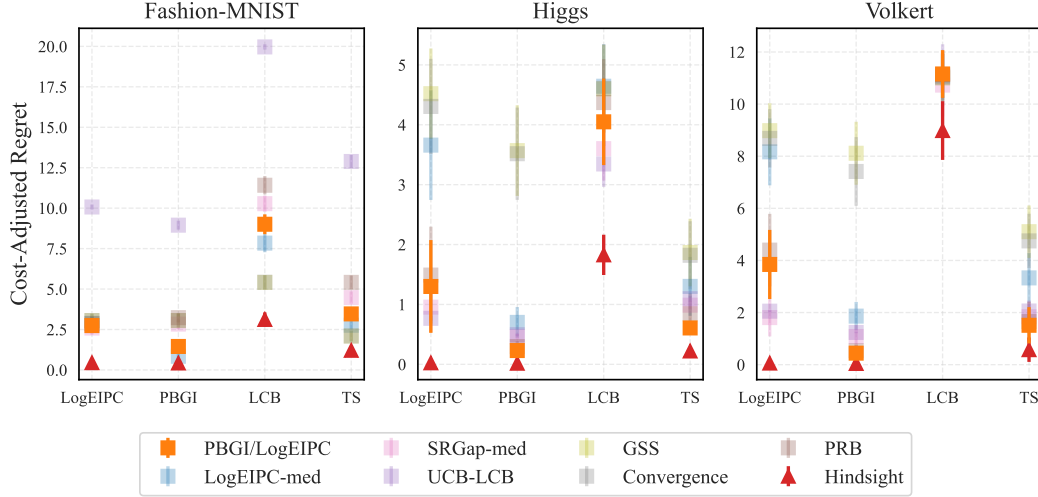 Fashion-MNIST
Higgs
Volkert
Cost-Adjusted Regret
20.0
17.5
15.0
12.5
10.0
7.5
5.0
2.5
0.0
5
4
3
2
1
0
12
10
8
6
4
2
0
LogEIPC PBGI LCB TS
LogEIPC PBGI LCB TS
LogEIPC PBGI LCB TS
PBGI/LogEIPC SRGap-med GSS PRB
LogEIPC-med UCB-LCB Convergence Hindsight